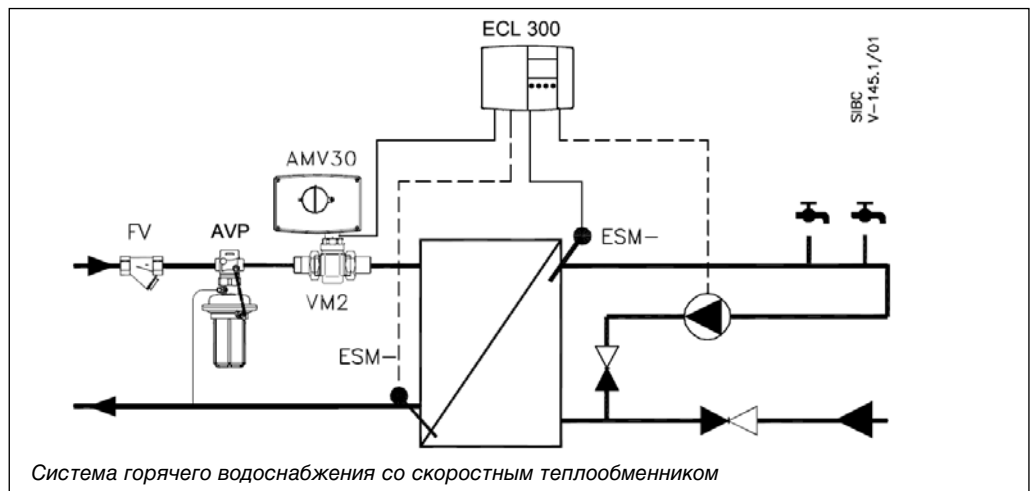 ECL 300
SIBC
V-145.1/01
AMV30
FV
AVP
ESM-
VM2
ESM-
Система горячего водоснабжения со скоростным теплообменником